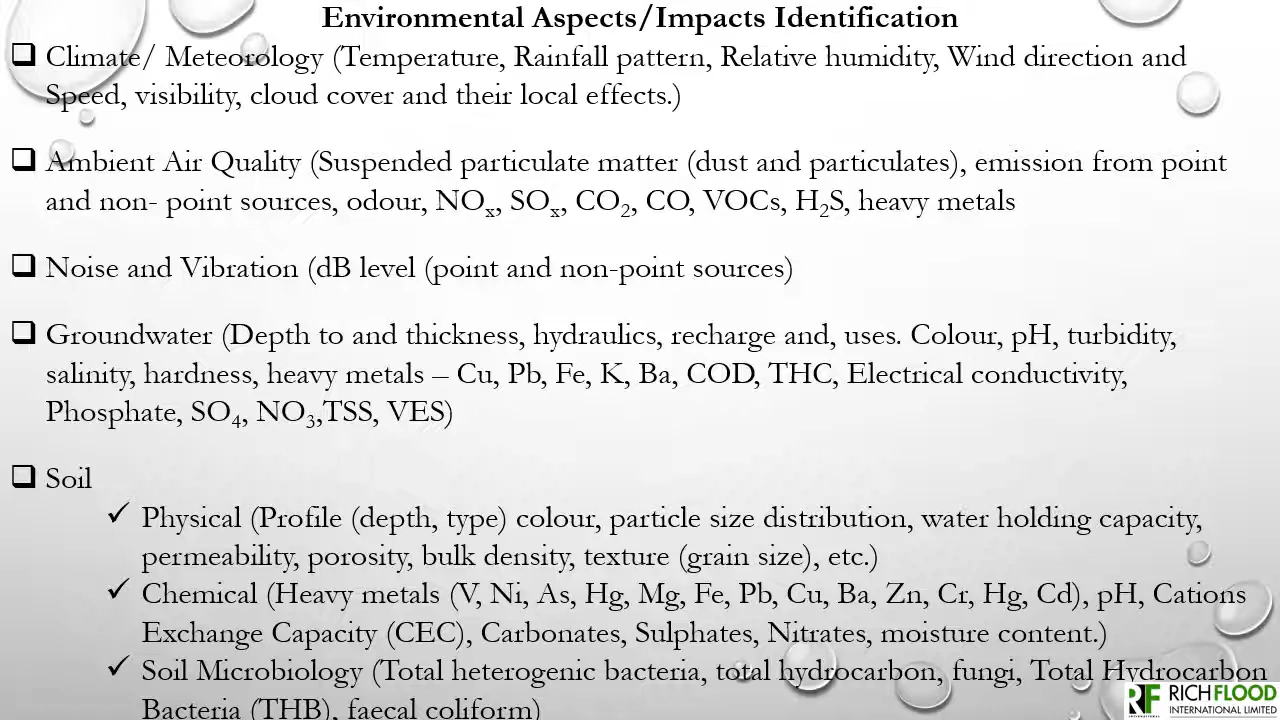 Environmental Aspects/Impacts Identification
Climate/ Meteorology (Temperature, Rainfall pattern, Relative humidity, Wind direction and
Speed, visibility, cloud cover and their local effects.)
Ambient Air Quality (Suspended particulate matter (dust and particulates), emission from point
and non- point sources, odour, NOx, SOx, CO2, CO, VOCs, H2S, heavy metals
Noise and Vibration (dB level (point and non-point sources)
Groundwater (Depth to and thickness, hydraulics, recharge and, uses. Colour, pH, turbidity,
salinity, hardness, heavy metals – Cu, Pb, Fe, K, Ba, COD, THC, Electrical conductivity,
Phosphate, SO4, NO3,TSS, VES)
Soil
Physical (Profile (depth, type) colour, particle size distribution, water holding capacity,
permeability, porosity, bulk density, texture (grain size), etc.)
Chemical (Heavy metals (V, Ni, As, Hg, Mg, Fe, Pb, Cu, Ba, Zn, Cr, Hg, Cd), pH, Cations
Exchange Capacity (CEC), Carbonates, Sulphates, Nitrates, moisture content.)
Soil Microbiology (Total heterogenic bacteria, total hydrocarbon, fungi, Total Hydrocarbon
Bacteria (THB), faecal coliform)
RF RICHFLOOD
INTERNATIONAL LIMITED